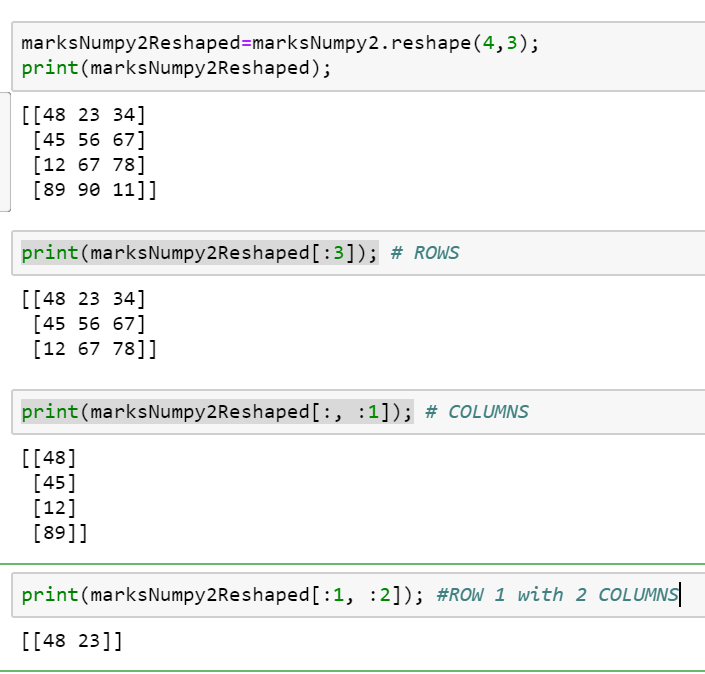 marksNumpy2Reshaped=marksNumpy2.reshape(4,3);
print(marksNumpy2Reshaped);
[[48 23 34]
 [45 56 67]
 [12 67 78]
 [89 90 11]]
print(marksNumpy2Reshaped[:3]); # ROWS
[[48 23 34]
 [45 56 67]
 [12 67 78]]
print(marksNumpy2Reshaped[:, :1]); # COLUMNS
[[48]
 [45]
 [12]
 [89]]
print(marksNumpy2Reshaped[:1, :2]); #ROW 1 with 2 COLUMNS
[[48 23]]